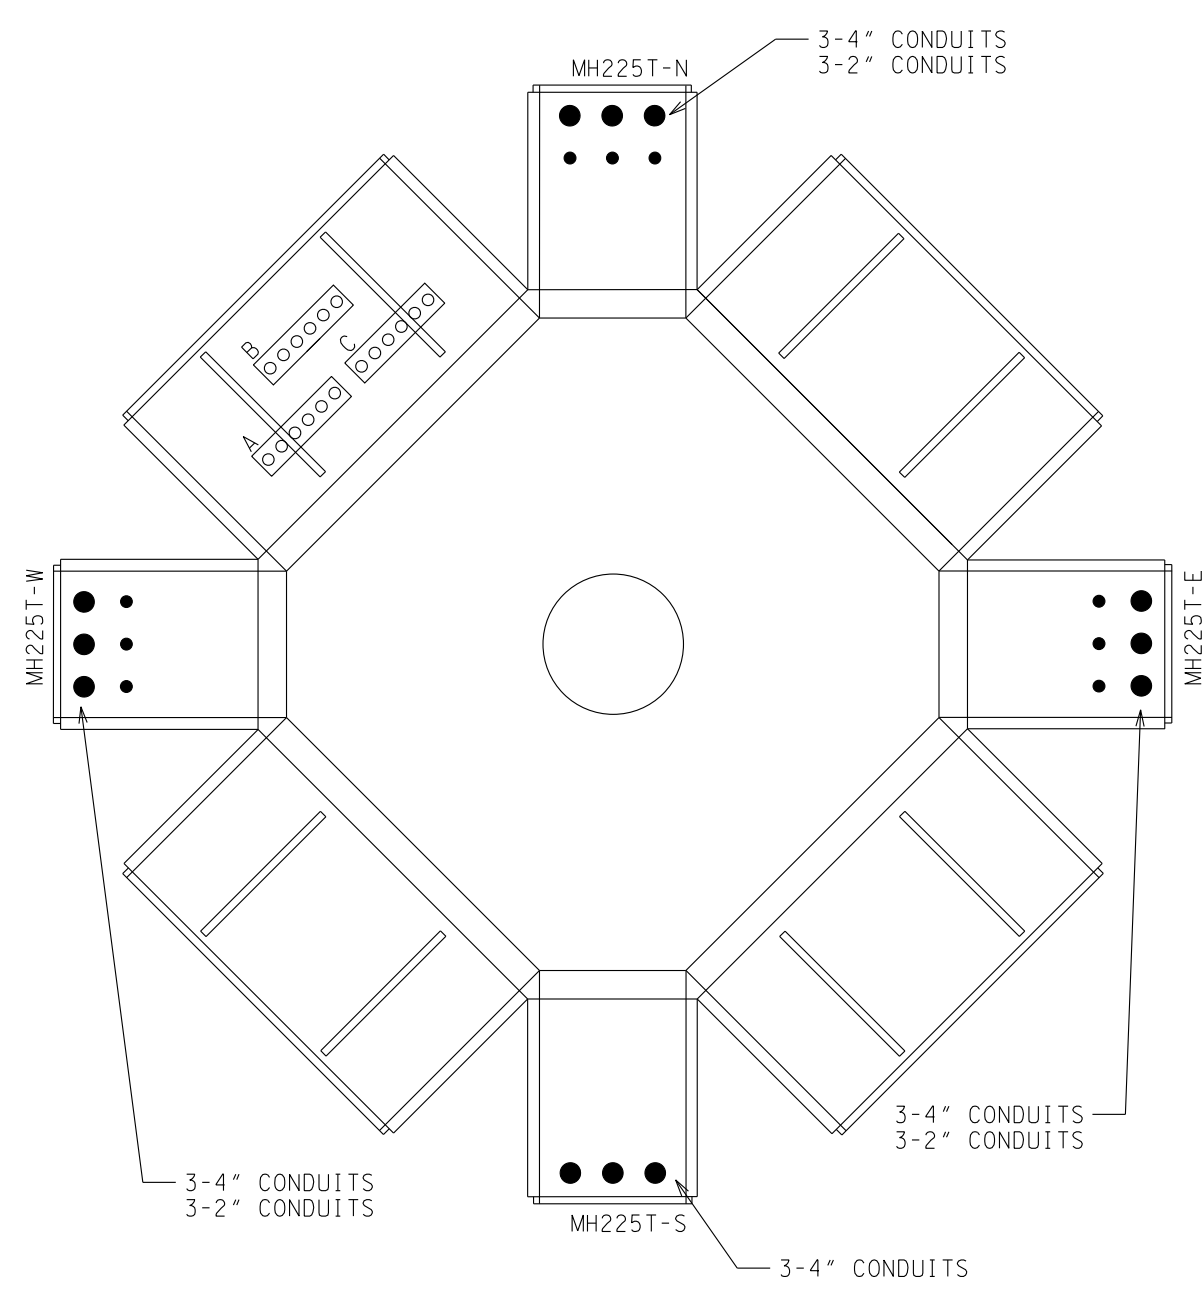 3-4" CONDUITS
3-2" CONDUITS
MH225T-N
B
C
A
MH225T-W
MH225T-E
3-4" CONDUITS
3-2" CONDUITS
3-4" CONDUITS
3-2" CONDUITS
MH225T-S
3-4" CONDUITS